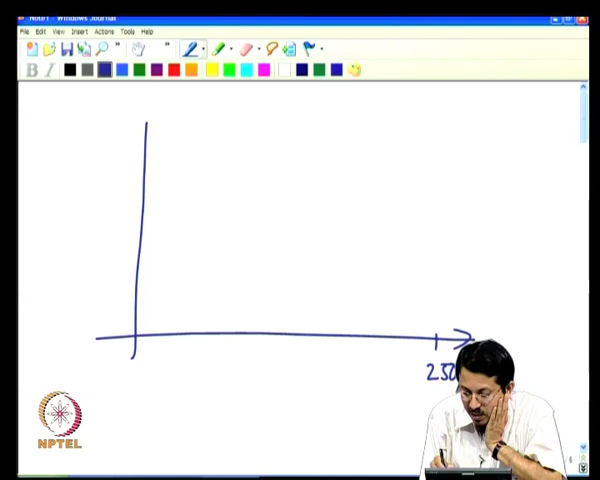 Note1 - Windows Journal
File Edit View Insert Actions Tools Help
B I
NPTEL